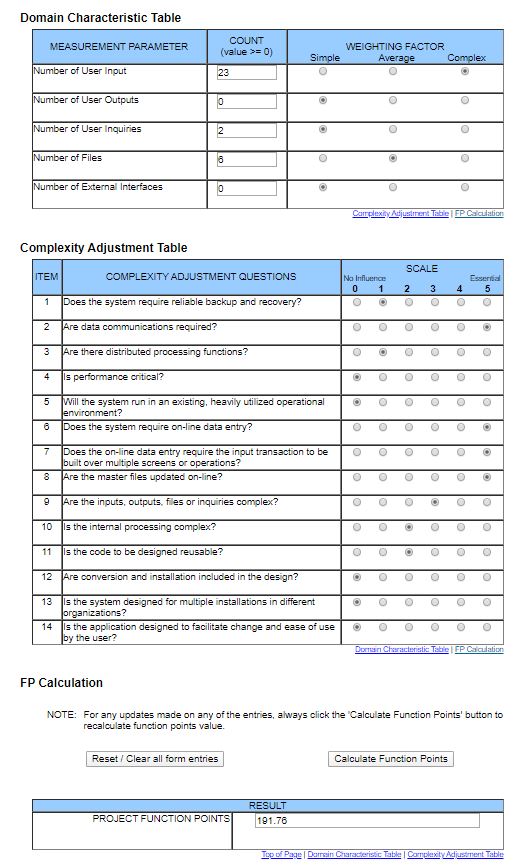 Domain Characteristic Table
MEASUREMENT PARAMETER
COUNT
(value >= 0)
WEIGHTING FACTOR
Simple Average Complex
Number of User Input 23
Number of User Outputs 0
Number of User Inquiries 2
Number of Files 6
Number of External Interfaces 0
Complexity Adjustment Table | FP Calculation
Complexity Adjustment Table
ITEM COMPLEXITY ADJUSTMENT QUESTIONS
SCALE
No Influence Essential
0 1 2 3 4 5
1 Does the system require reliable backup and recovery?
2 Are data communications required?
3 Are there distributed processing functions?
4 Is performance critical?
5 Will the system run in an existing, heavily utilized operational
environment?
6 Does the system require on-line data entry?
7 Does the on-line data entry require the input transaction to be
built over multiple screens or operations?
8 Are the master files updated on-line?
9 Are the inputs, outputs, files or inquiries complex?
10 Is the internal processing complex?
11 Is the code to be designed reusable?
12 Are conversion and installation included in the design?
13 Is the system designed for multiple installations in different
organizations?
14 Is the application designed to facilitate change and ease of use
by the user?
Domain Characteristic Table | FP Calculation
FP Calculation
NOTE: For any updates made on any of the entries, always click the 'Calculate Function Points' button to
recalculate function points value.
Reset / Clear all form entries Calculate Function Points
RESULT
PROJECT FUNCTION POINTS 191.76
Top of Page | Domain Characteristic Table | Complexity Adjustment Table